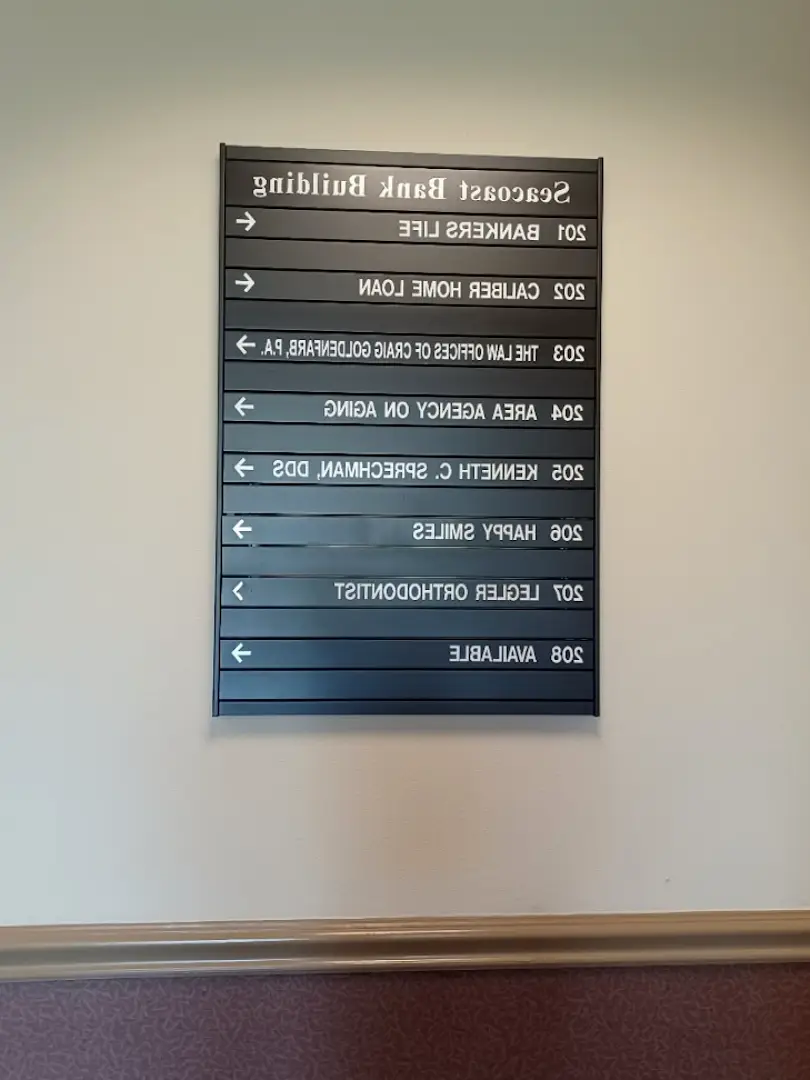 Seacoast Bank Building
201 BANKERS LIFE ←
202 CALIBER HOME LOAN ←
203 THE LAW OFFICES OF CRAIG GOLDENFARB, P.A. ←
204 AREA AGENCY ON AGING ←
205 KENNETH C. SPRECHMAN, DDS ←
206 HAPPY SMILES ←
207 LEGLER ORTHODONTIST ‹
208 AVAILABLE ←